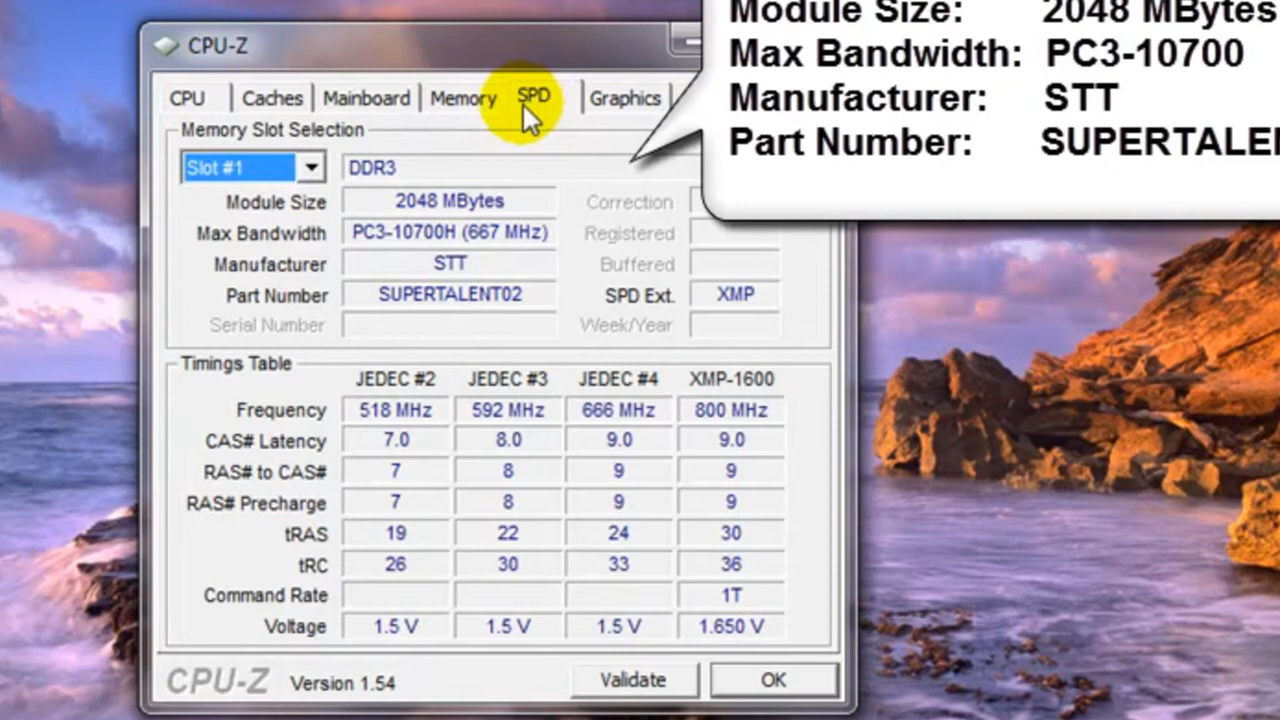 Module Size: 2048 MBytes
Max Bandwidth: PC3-10700
Manufacturer: STT
Part Number: SUPERTALE
CPU-Z
CPU Caches Mainboard Memory SPD Graphics
Memory Slot Selection
Slot #1 DDR3
Module Size 2048 MBytes Correction
Max Bandwidth PC3-10700H (667 MHz) Registered
Manufacturer STT Buffered
Part Number SUPERTALENT02 SPD Ext. XMP
Serial Number Week/Year
Timings Table
JEDEC #2 JEDEC #3 JEDEC #4 XMP-1600
Frequency 518 MHz 592 MHz 666 MHz 800 MHz
CAS# Latency 7.0 8.0 9.0 9.0
RAS# to CAS# 7 8 9 9
RAS# Precharge 7 8 9 9
tRAS 19 22 24 30
tRC 26 30 33 36
Command Rate 1T
Voltage 1.5 V 1.5 V 1.5 V 1.650 V
CPU-Z Version 1.54 Validate OK